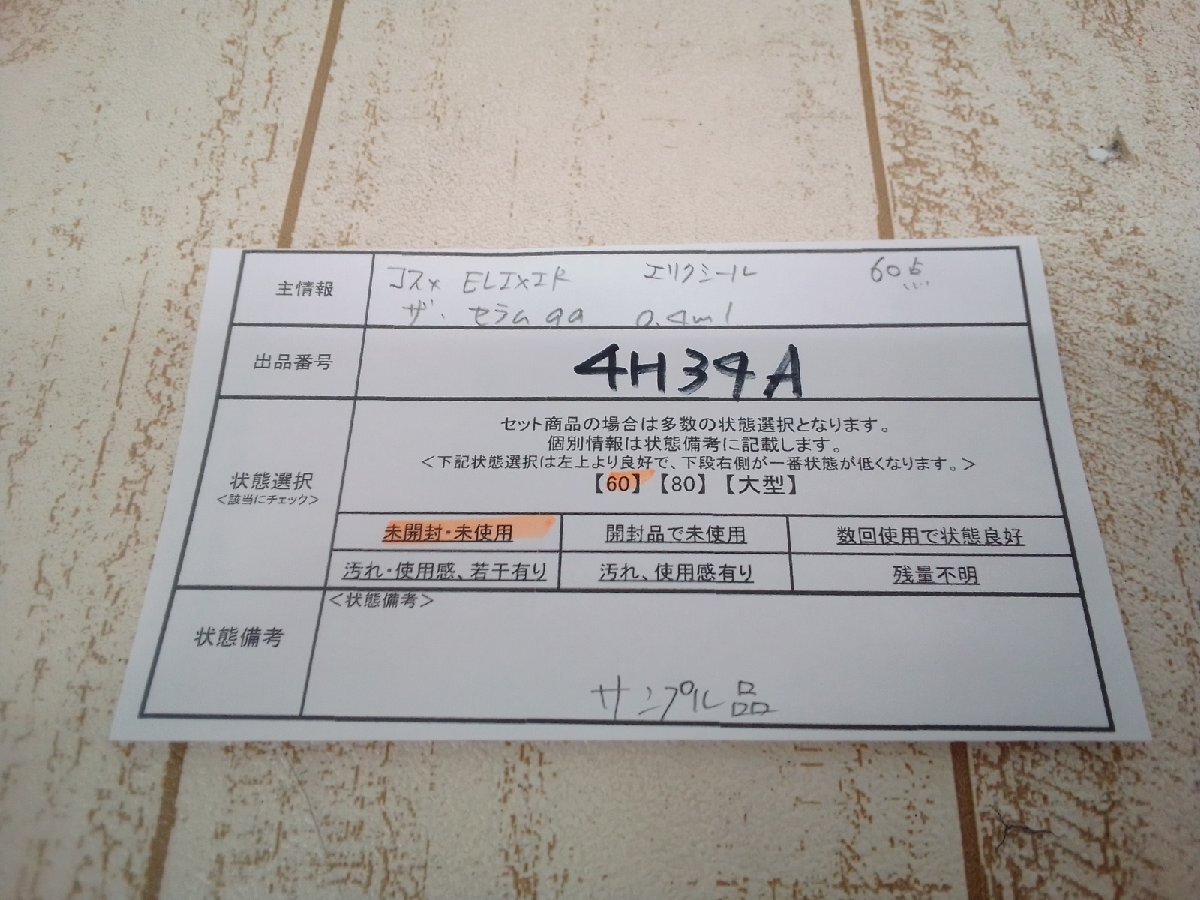 主情報
コスメ ELIXIR エリクシール 60点
ザ. セラム aa 0.4ml
出品番号
4H34A
状態選択
<該当にチェック>
セット商品の場合は多数の状態選択となります。
個別情報は状態備考に記載します。
<下記状態選択は左上より良好で、下段右側が一番状態が低くなります。>
【60】【80】【大型】
未開封・未使用 開封品で未使用 数回使用で状態良好
汚れ・使用感、若干有り 汚れ、使用感有り 残量不明
状態備考
<状態備考>
サンプル品